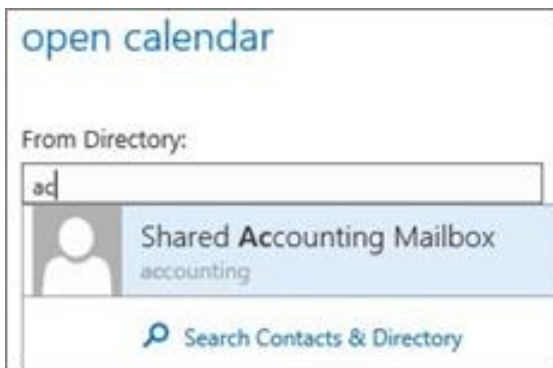 open calendar
From Directory:
ac
Shared Accounting Mailbox
accounting
Search Contacts & Directory